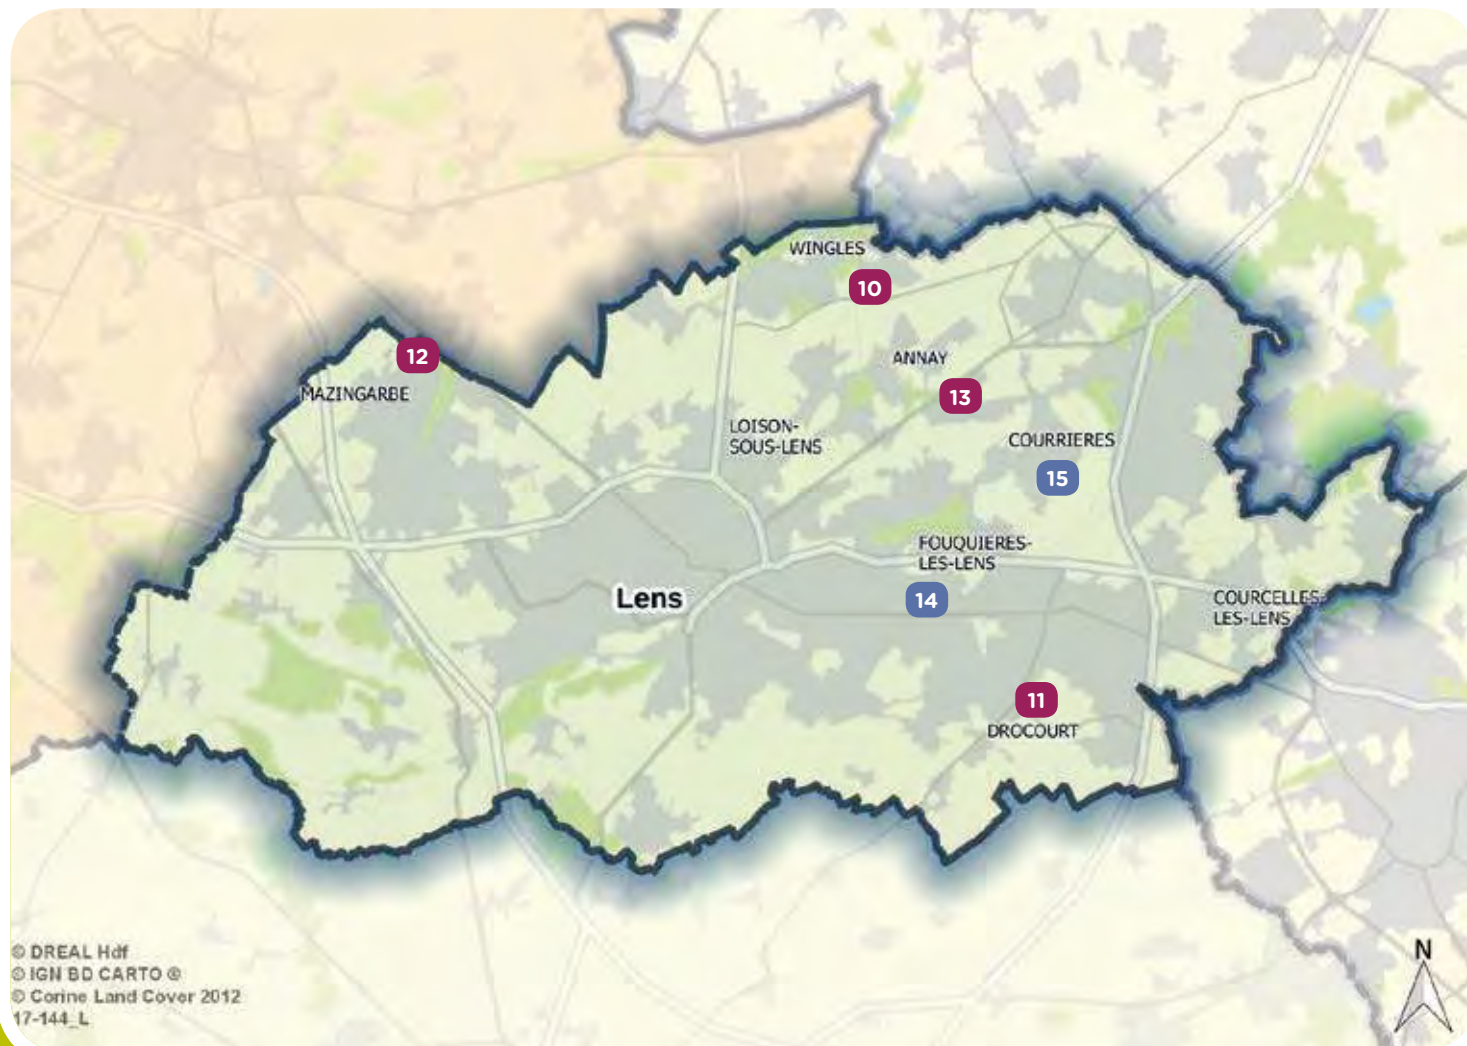 WINGLES
10
12
ANNAY
MAZINGARBE
13
LOISON-
SOUS-LENS
COURRIERES
15
FOUQUIERES-
LES-LENS
Lens
14
COURCELLES-
LES-LENS
11
DROCOURT
© DREAL Hdf
© IGN BD CARTO ®
© Corine Land Cover 2012
17-144_L
N